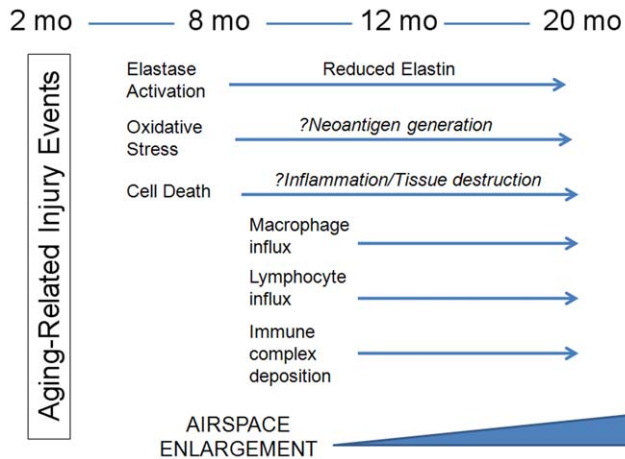 2 mo 8 mo 12 mo 20 mo
Aging-Related Injury Events
Elastase
Activation
Reduced Elastin
Oxidative
Stress
?Neoantigen generation
Cell Death
?Inflammation/Tissue destruction
Macrophage
influx
Lymphocyte
influx
Immune
complex
deposition
AIRSPACE
ENLARGEMENT